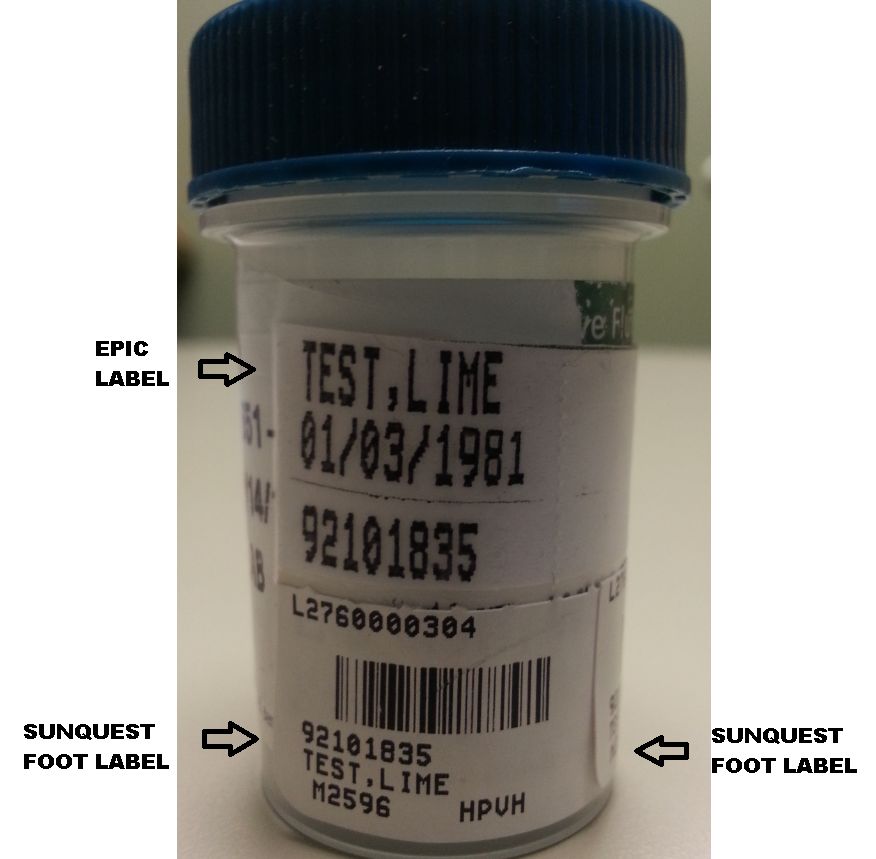 EPIC
LABEL
TEST,LIME
01/03/1981
92101835
L2760000304
92101835
TEST,LIME
M2596 HPVH
SUNQUEST
FOOT LABEL
SUNQUEST
FOOT LABEL